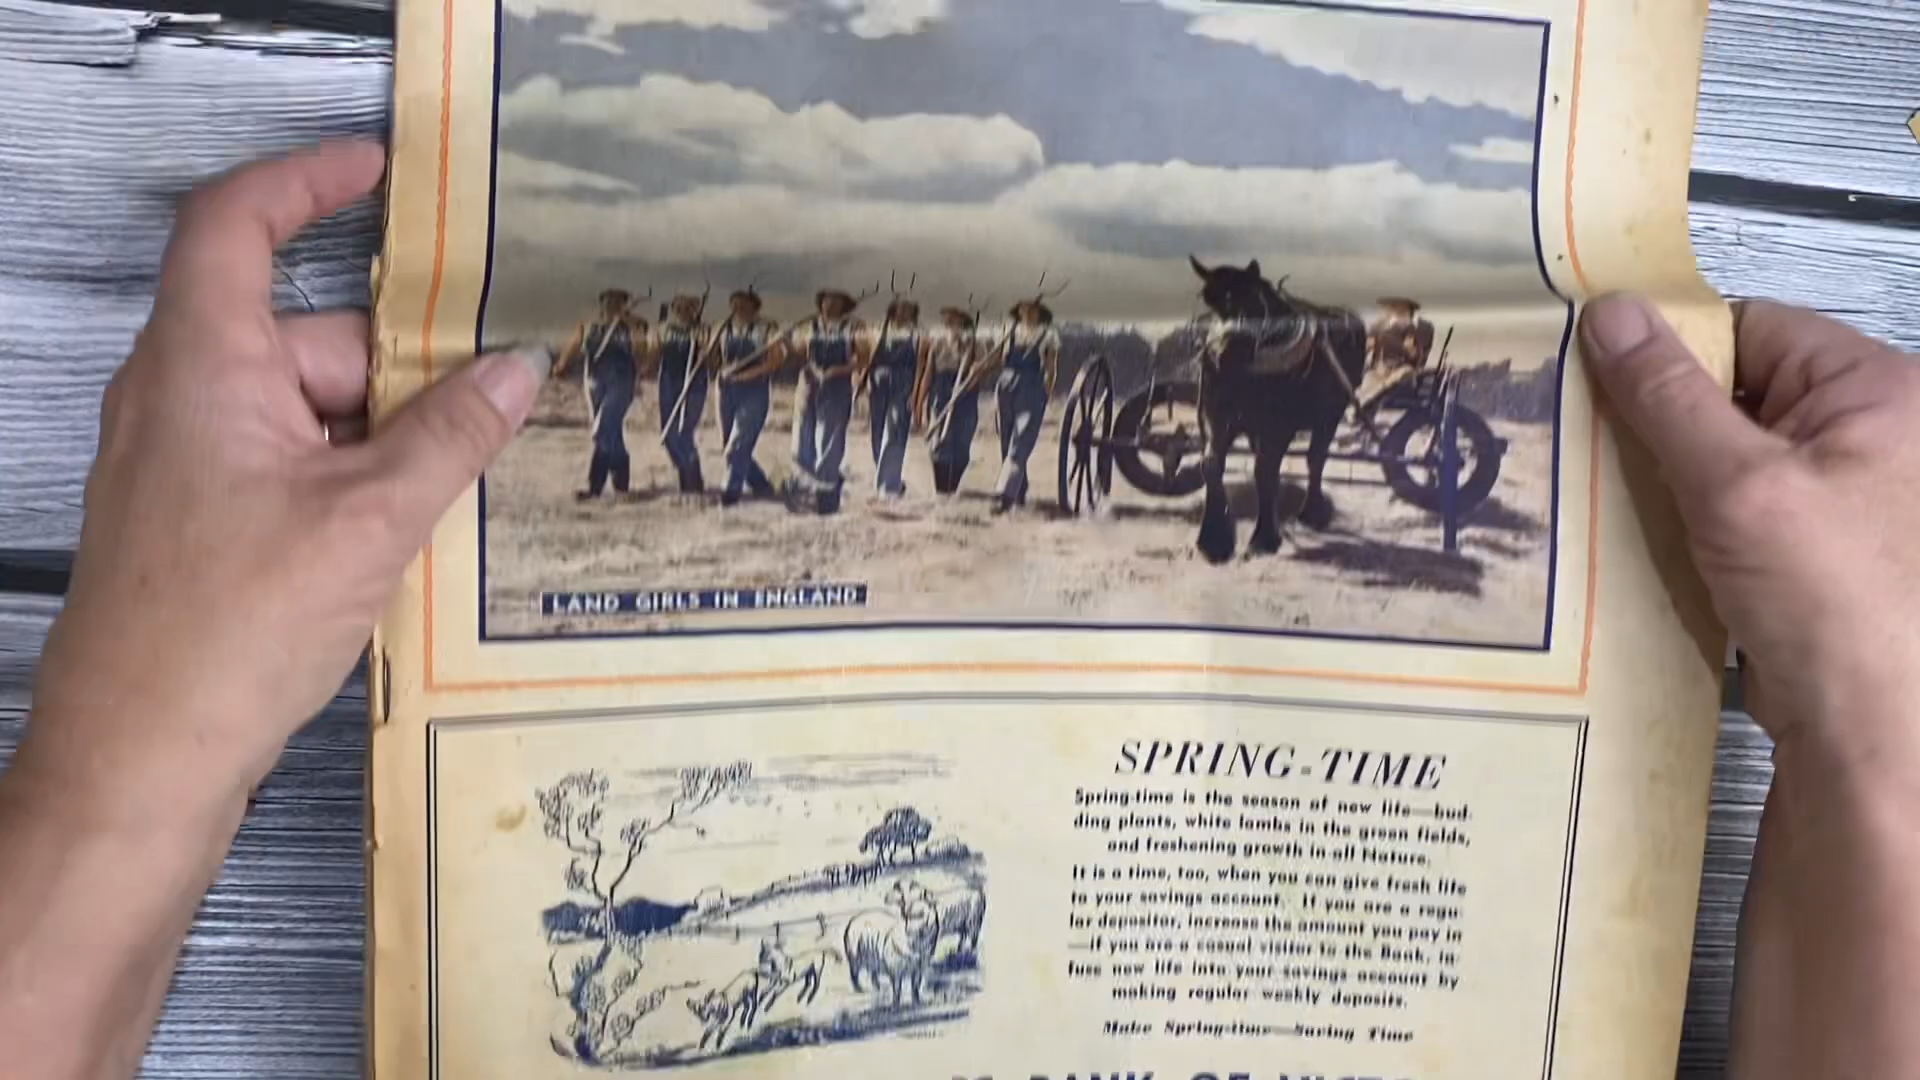 LAND GIRLS IN ENGLAND
SPRING-TIME
Spring-time is the season of new life—bud-
ding plants, white lambs in the green fields,
and freshening growth in all Nature.
It is a time, too, when you can give fresh life
to your savings account. If you are a regu-
lar depositor, increase the amount you pay in
—if you are a casual visitor to the Bank, in-
fuse new life into your savings account by
making regular weekly deposits.
Make Spring-time—Saving Time
BANK OF